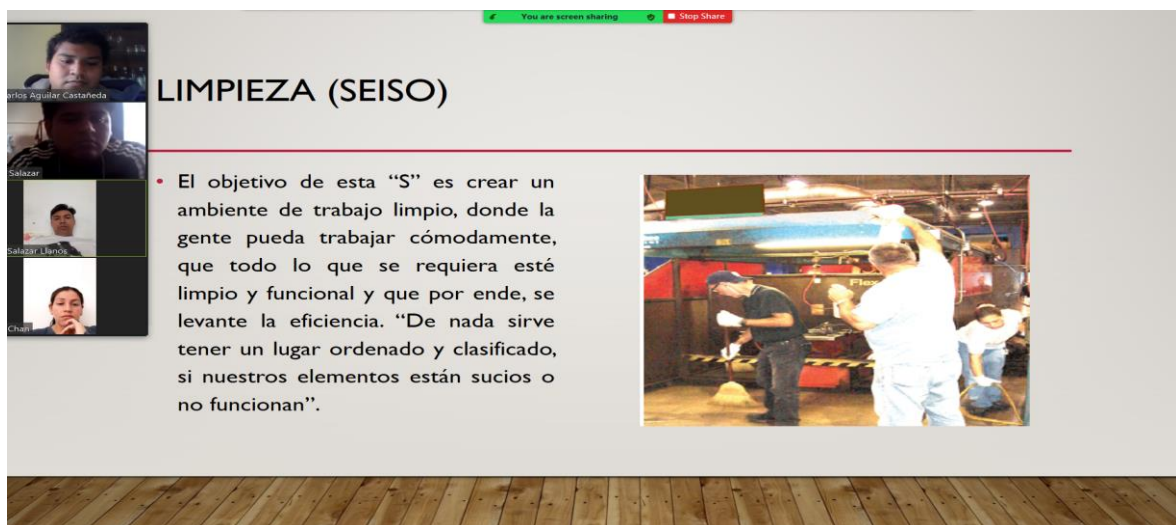 You are screen sharing
Stop Share
arlos Aguilar Castañeda
Salazar
Salazar Llanos
Chan
LIMPIEZA (SEISO)
• El objetivo de esta “S” es crear un
ambiente de trabajo limpio, donde la
gente pueda trabajar cómodamente,
que todo lo que se requiera esté
limpio y funcional y que por ende, se
levante la eficiencia. “De nada sirve
tener un lugar ordenado y clasificado,
si nuestros elementos están sucios o
no funcionan”.
Flex